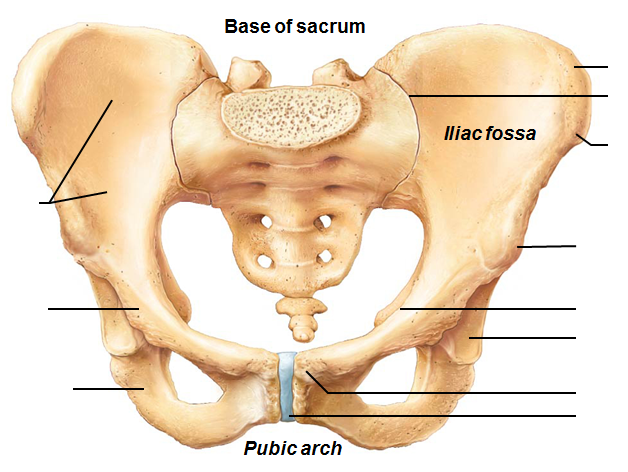 Base of sacrum
Iliac fossa
Pubic arch